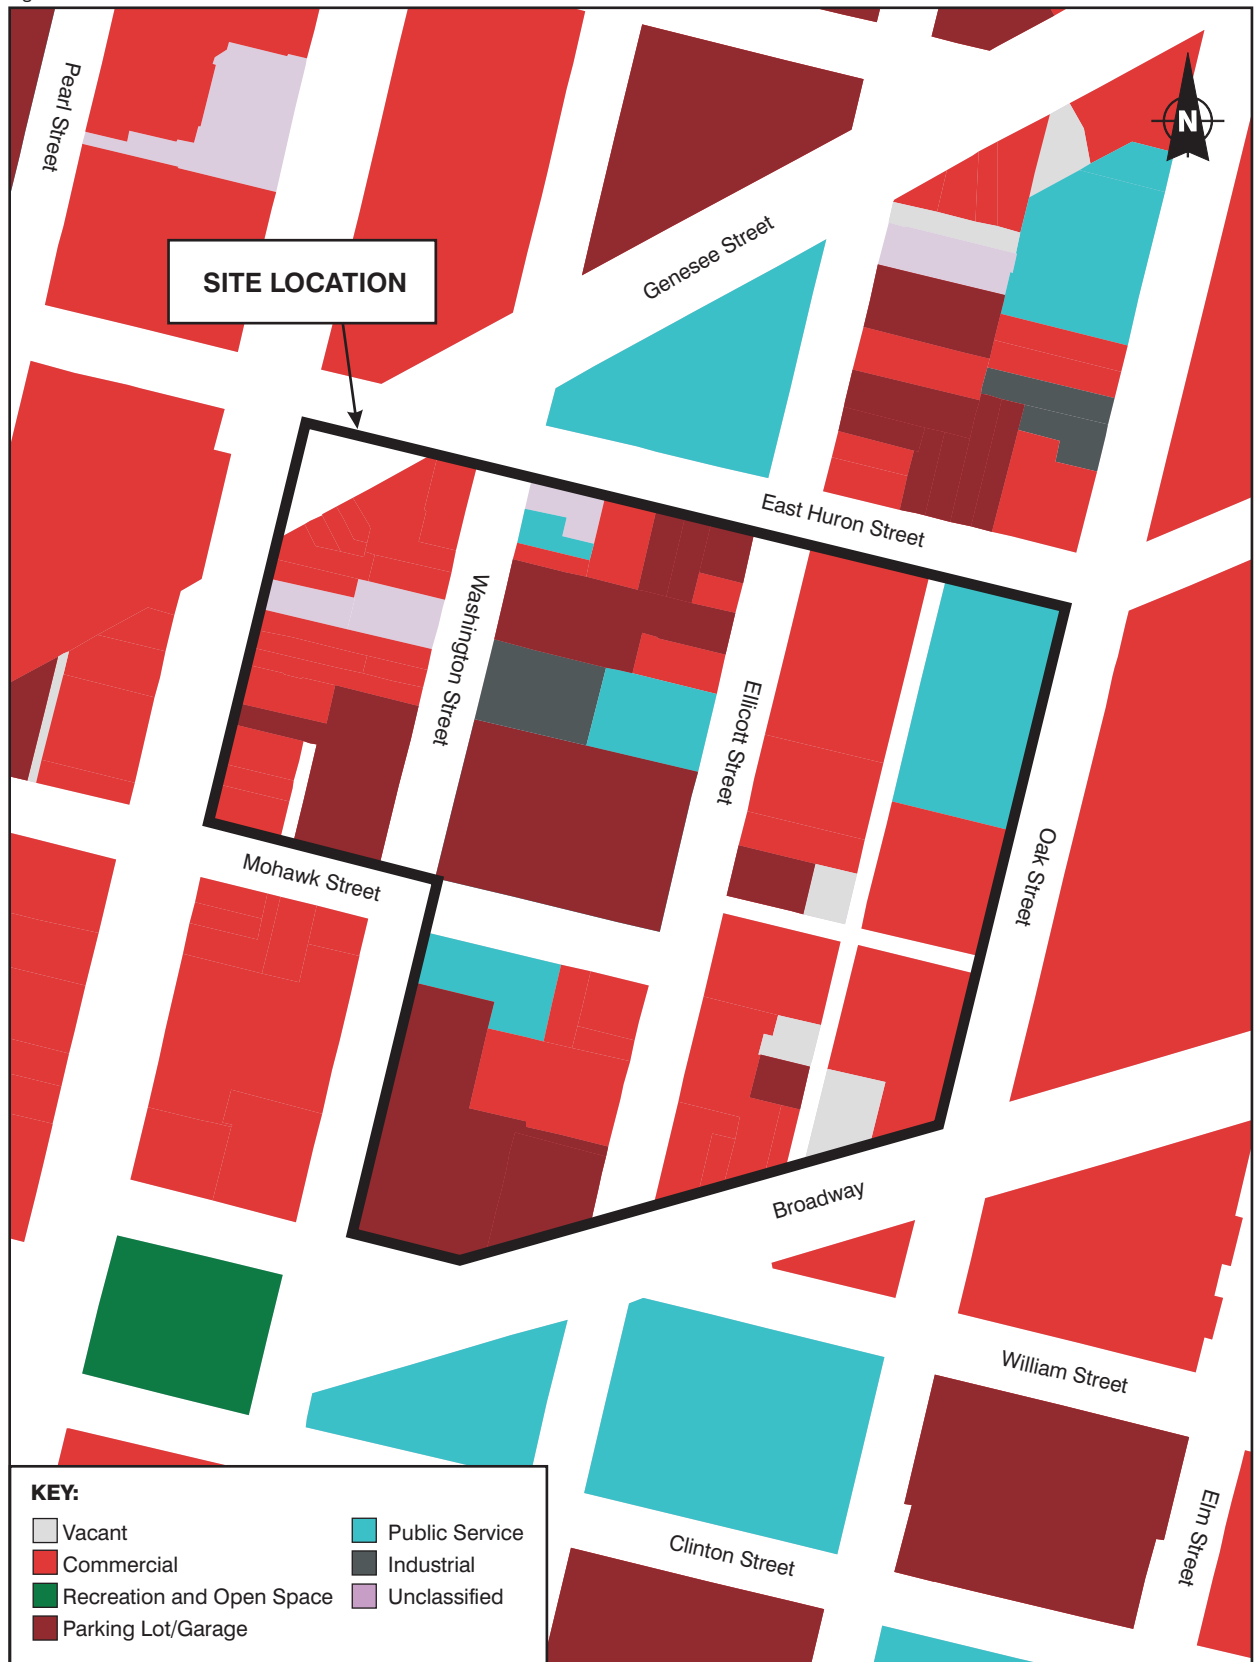 Pearl Street
N
Genesee Street
SITE LOCATION
East Huron Street
Washington Street
Ellicott Street
Oak Street
Mohawk Street
Broadway
William Street
Elm Street
Clinton Street
KEY:
Vacant
Commercial
Recreation and Open Space
Parking Lot/Garage
Public Service
Industrial
Unclassified